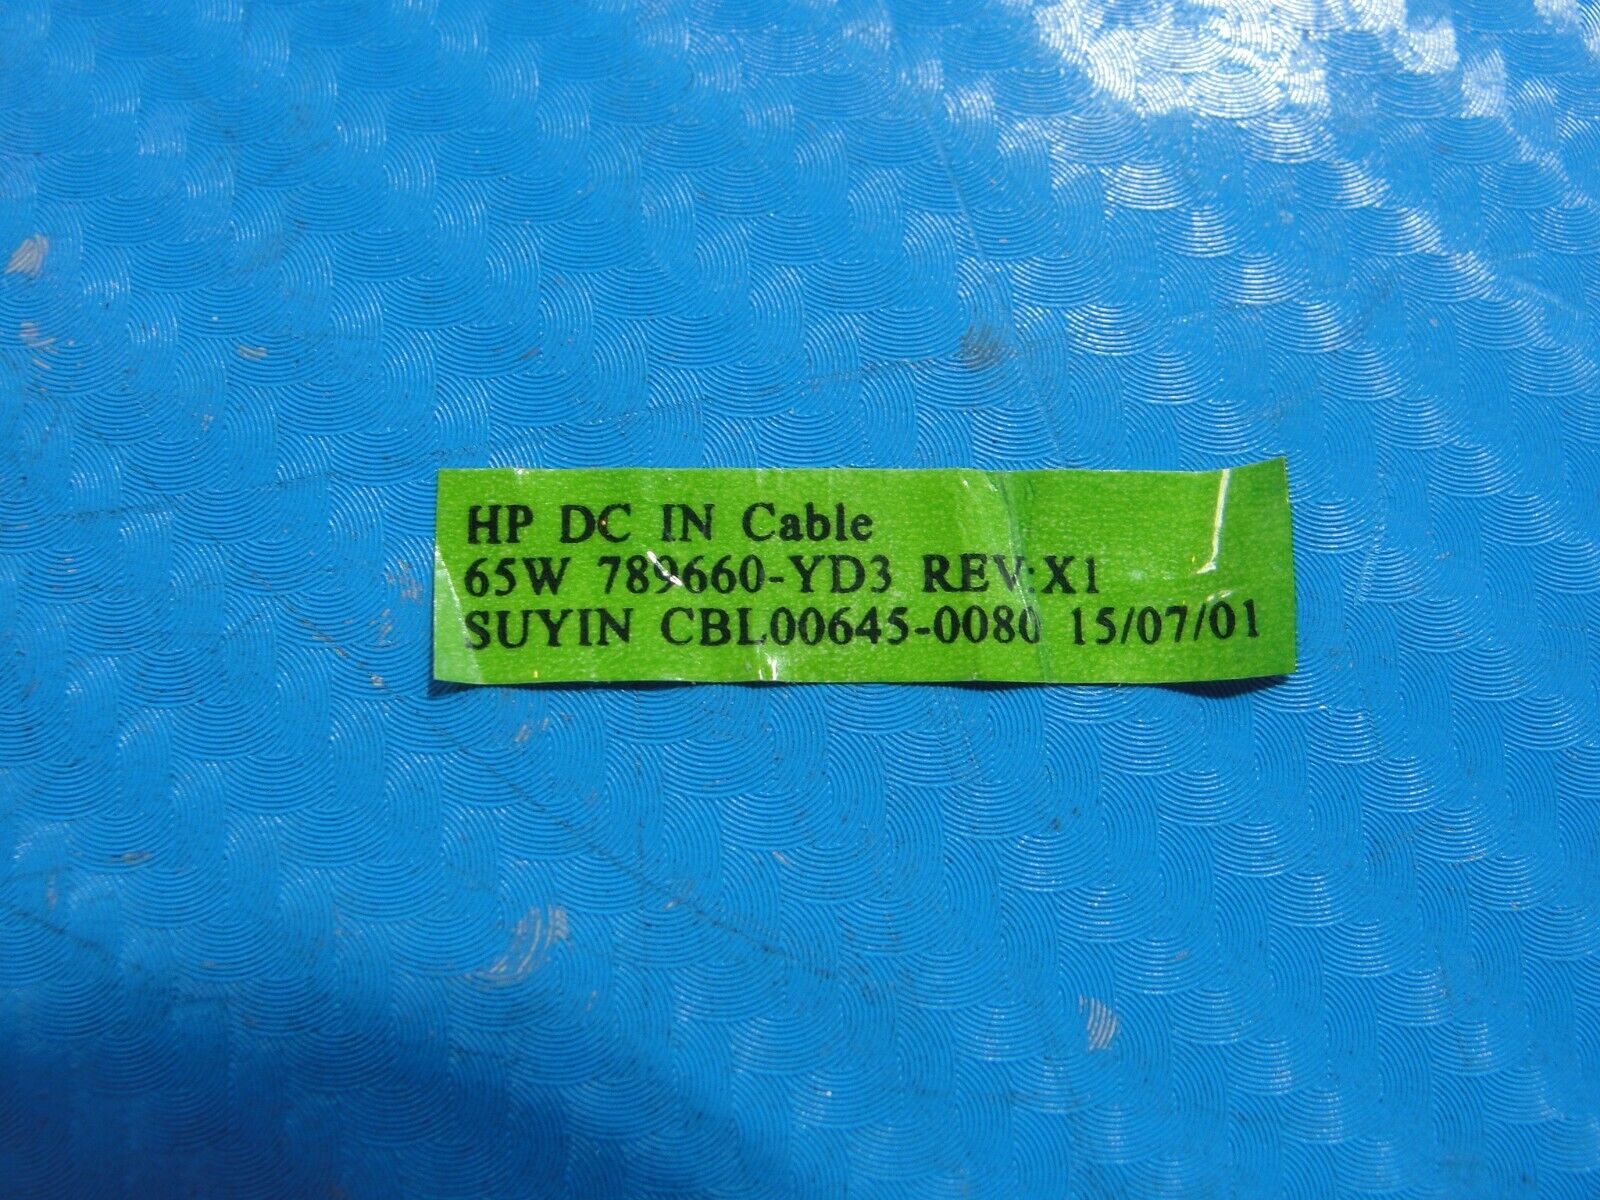 HP DC IN Cable
65W 789660-YD3 REV:X1
SUYIN CBL00645-0080 15/07/01